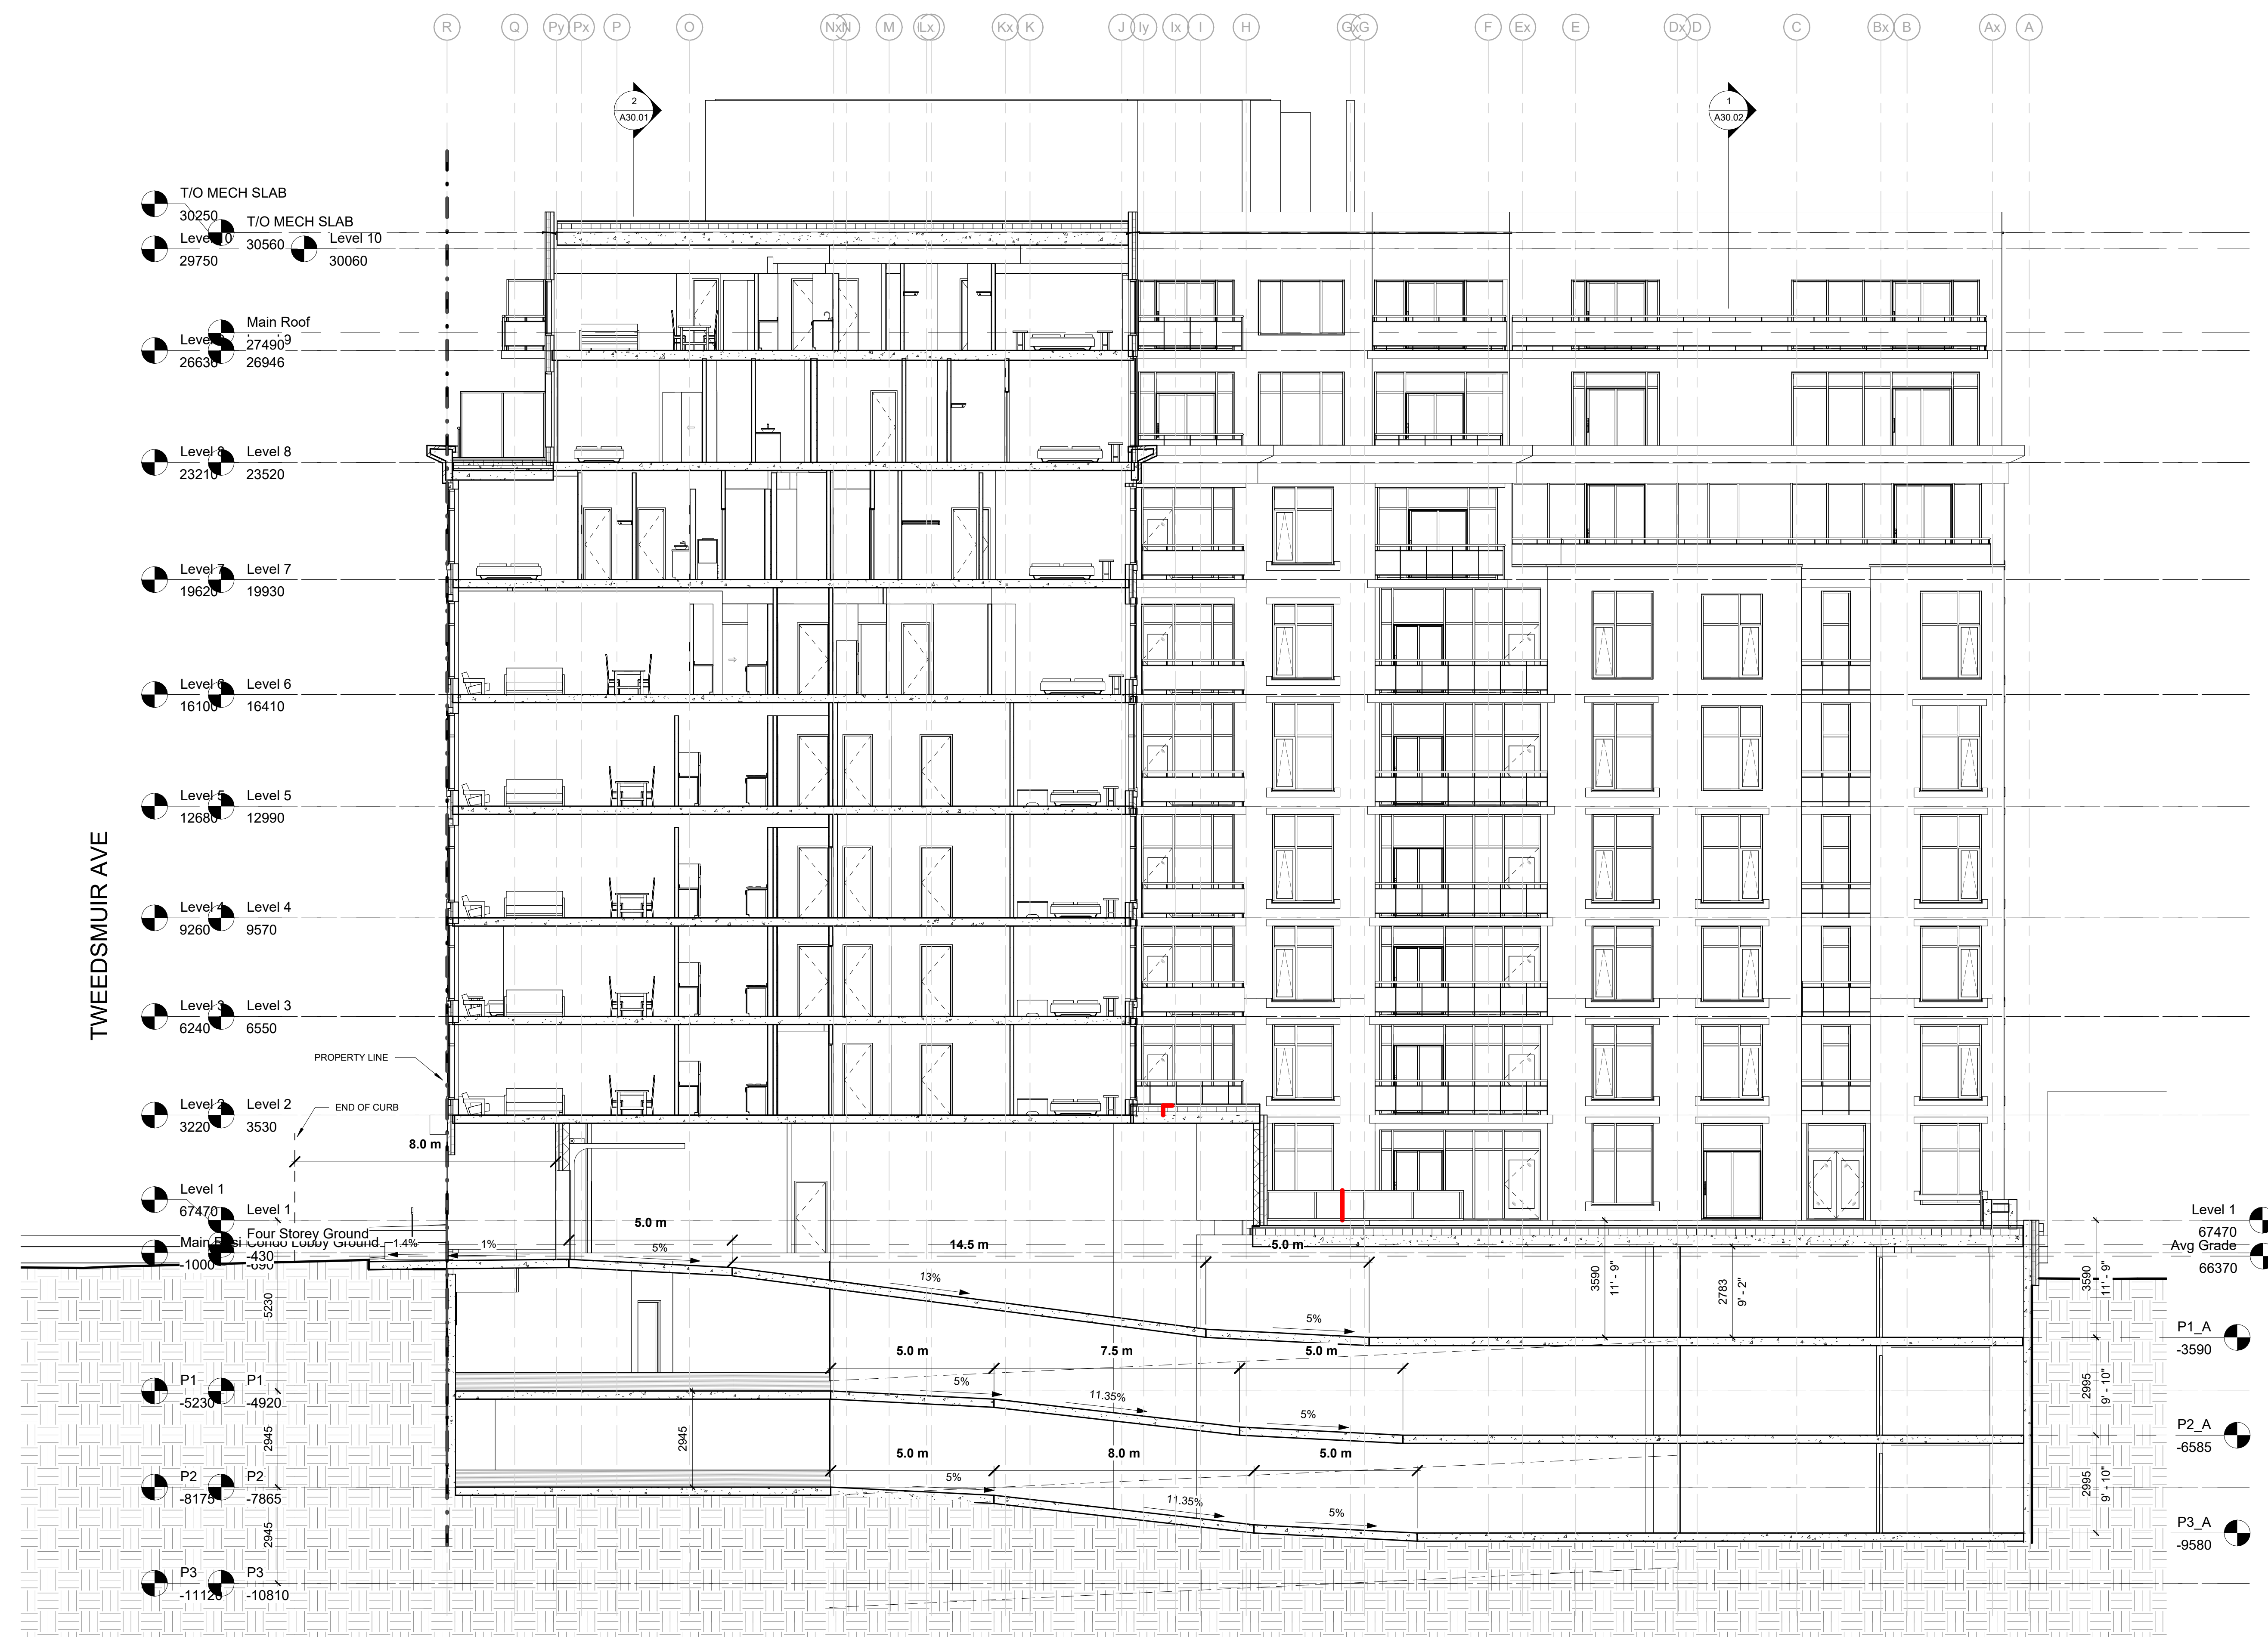 R Q Py Px P O Nx N M Lx Kx K J Iy Ix I H Gx G F Ex E Dx D C Bx B Ax A
2
A30.01
1
A30.02
T/O MECH SLAB
30250
T/O MECH SLAB
30560
Level 10
29750
Level 10
30060
Main Roof
27490
26630
26946
Level 8
23210
Level 8
23520
Level 7
19620
Level 7
19930
Level 6
16100
Level 6
16410
Level 5
12680
Level 5
12990
Level 4
9260
Level 4
9570
Level 3
6240
Level 3
6550
Level 2
3220
Level 2
3530
TWEEDSMUIR AVE
PROPERTY LINE
END OF CURB
8.0 m
Level 1
67470
Level 1
Four Storey Ground
-430
Condo Lobby Ground
-690
-1000
1.4%
1%
5.0 m
5%
14.5 m
13%
5.0 m
5%
Level 1
67470
Avg Grade
66370
5230
3590
11' - 9"
2783
9' - 2"
3590
11' - 9"
P1_A
-3590
5.0 m
7.5 m
5.0 m
5%
11.35%
5%
P1
-5230
P1
-4920
2945
2945
2995
9' - 10"
P2_A
-6585
5.0 m
8.0 m
5.0 m
5%
11.35%
5%
P2
-8175
P2
-7865
2945
2995
9' - 10"
P3_A
-9580
P3
-11120
P3
-10810